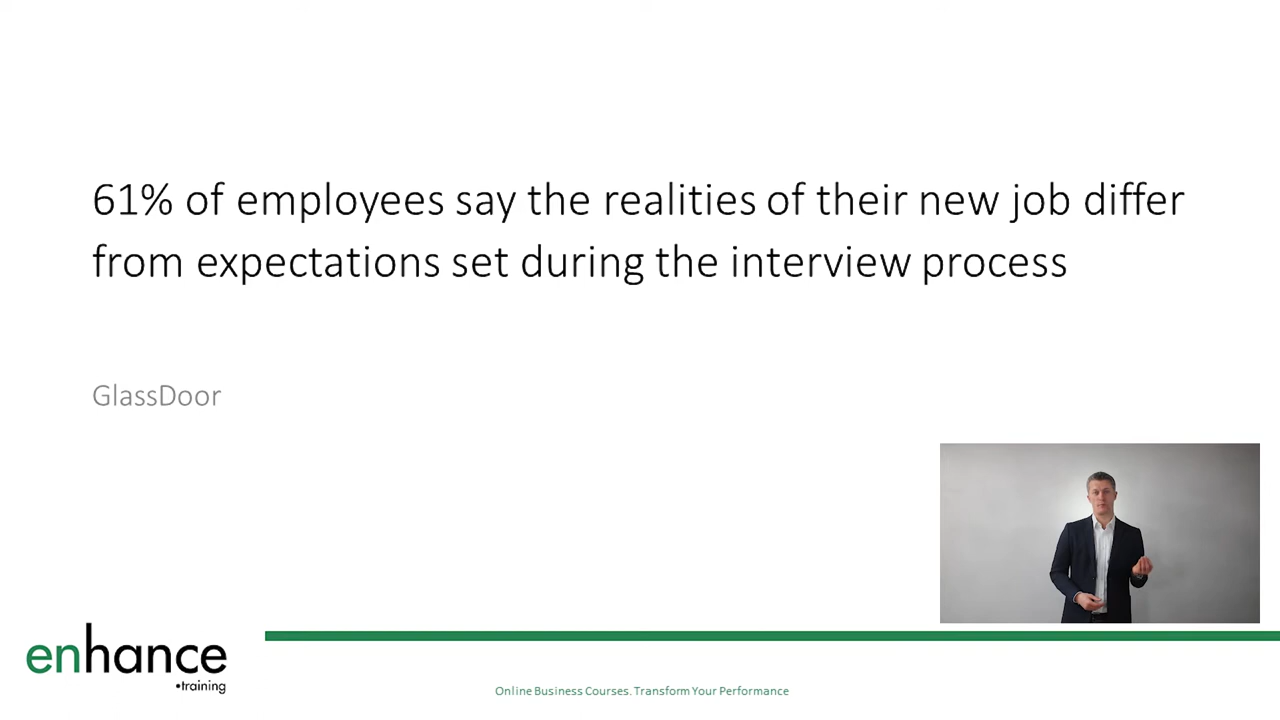 61% of employees say the realities of their new job differ
from expectations set during the interview process
GlassDoor
enhance
•training
Online Business Courses. Transform Your Performance